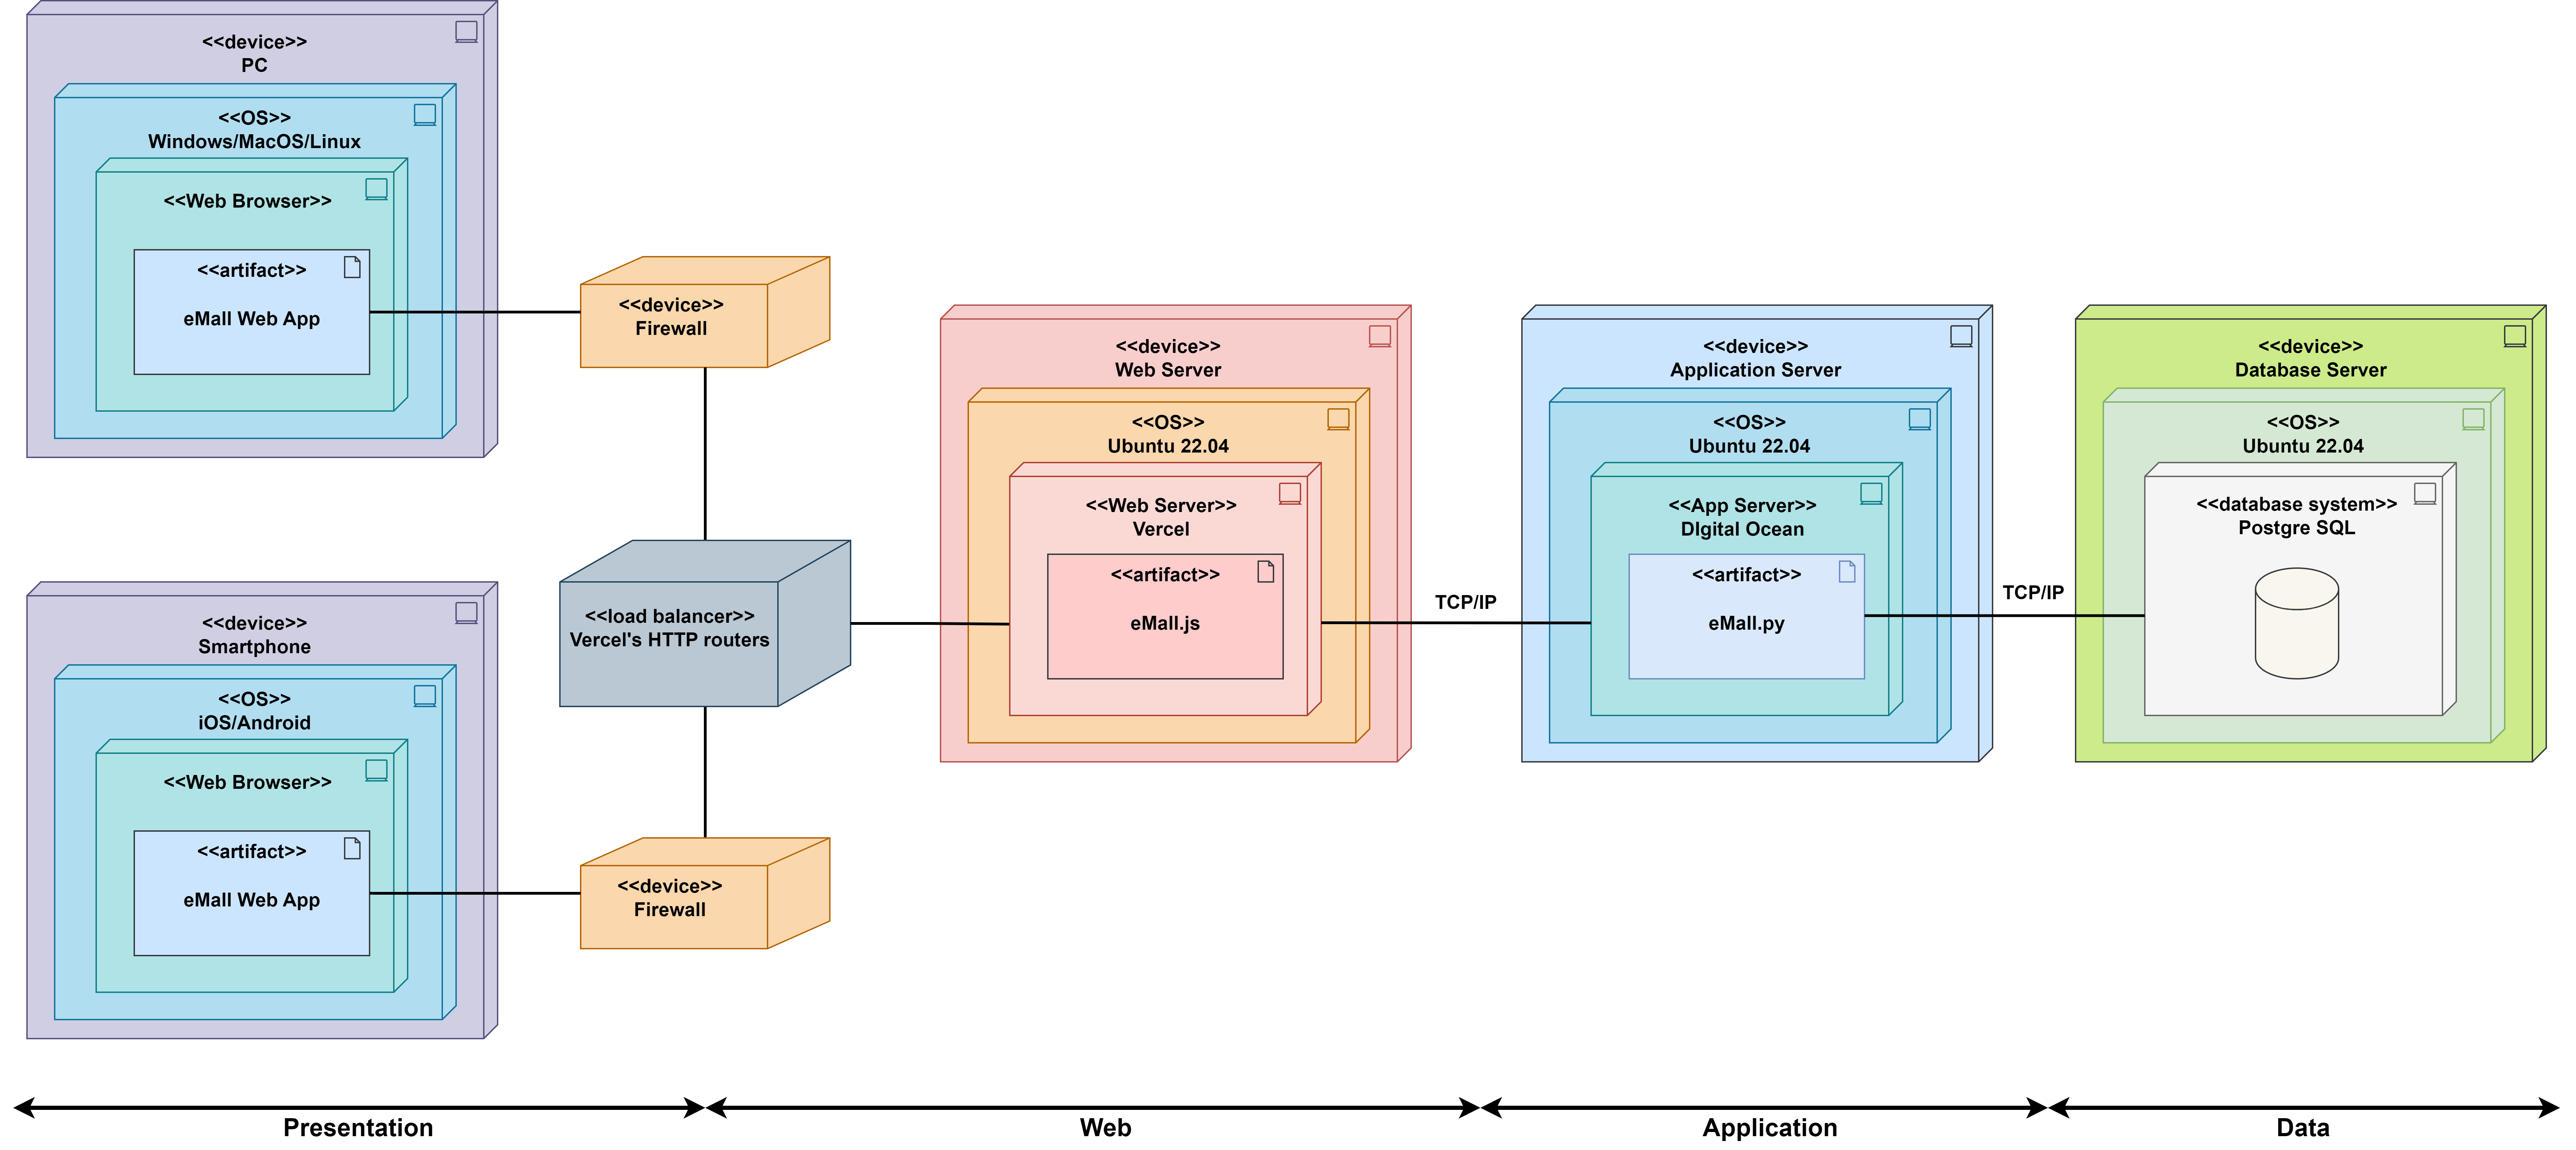 <<device>>
PC
<<OS>>
Windows/MacOS/Linux
<<Web Browser>>
<<artifact>>
eMall Web App
<<device>>
Firewall
<<load balancer>>
Vercel's HTTP routers
<<device>>
Smartphone
<<OS>>
iOS/Android
<<Web Browser>>
<<artifact>>
eMall Web App
<<device>>
Firewall
<<device>>
Web Server
<<OS>>
Ubuntu 22.04
<<Web Server>>
Vercel
<<artifact>>
eMall.js
TCP/IP
<<device>>
Application Server
<<OS>>
Ubuntu 22.04
<<App Server>>
DIgital Ocean
<<artifact>>
eMall.py
TCP/IP
<<device>>
Database Server
<<OS>>
Ubuntu 22.04
<<database system>>
Postgre SQL
Presentation
Web
Application
Data